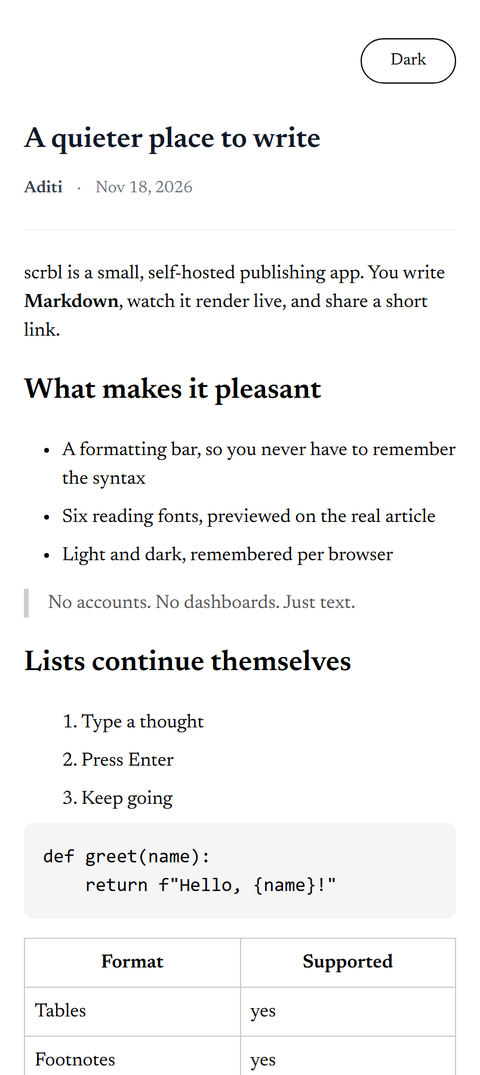 Dark
A quieter place to write
Aditi · Nov 18, 2026
scrbl is a small, self-hosted publishing app. You write
Markdown, watch it render live, and share a short
link.
What makes it pleasant
• A formatting bar, so you never have to remember
the syntax
• Six reading fonts, previewed on the real article
• Light and dark, remembered per browser
No accounts. No dashboards. Just text.
Lists continue themselves
1. Type a thought
2. Press Enter
3. Keep going
def greet(name):
    return f"Hello, {name}!"
Format Supported
Tables yes
Footnotes yes